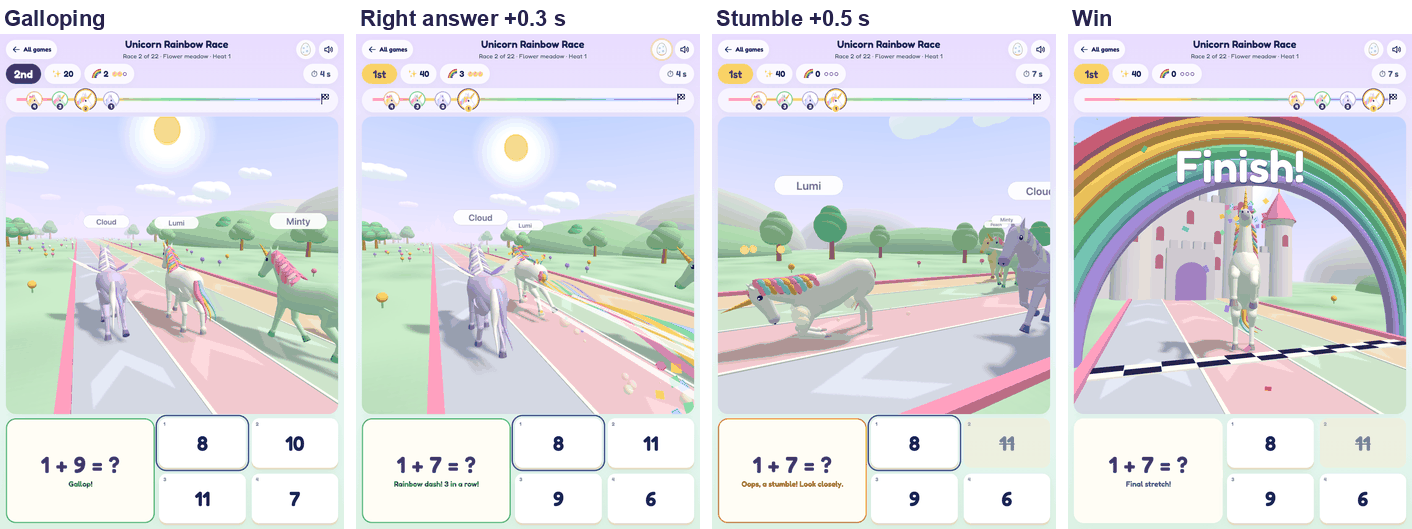 Galloping
← All games
Unicorn Rainbow Race
Race 2 of 22 · Flower meadow · Heat 1
2nd
20
2
4 s
Cloud
Lumi
Minty
1 + 9 = ?
Gallop!
1
8
2
10
3
11
4
7
Right answer +0.3 s
← All games
Unicorn Rainbow Race
Race 2 of 22 · Flower meadow · Heat 1
1st
40
3
4 s
Cloud
Lumi
1 + 7 = ?
Rainbow dash! 3 in a row!
1
8
2
11
3
9
4
6
Stumble +0.5 s
← All games
Unicorn Rainbow Race
Race 2 of 22 · Flower meadow · Heat 1
1st
40
0
7 s
Lumi
Minty
Peach
1 + 7 = ?
Oops, a stumble! Look closely.
1
8
11
3
9
4
6
Win
← All games
Unicorn Rainbow Race
Race 2 of 22 · Flower meadow · Heat 1
1st
40
0
7 s
Finish!
1 + 7 = ?
Final stretch!
1
8
11
3
9
4
6